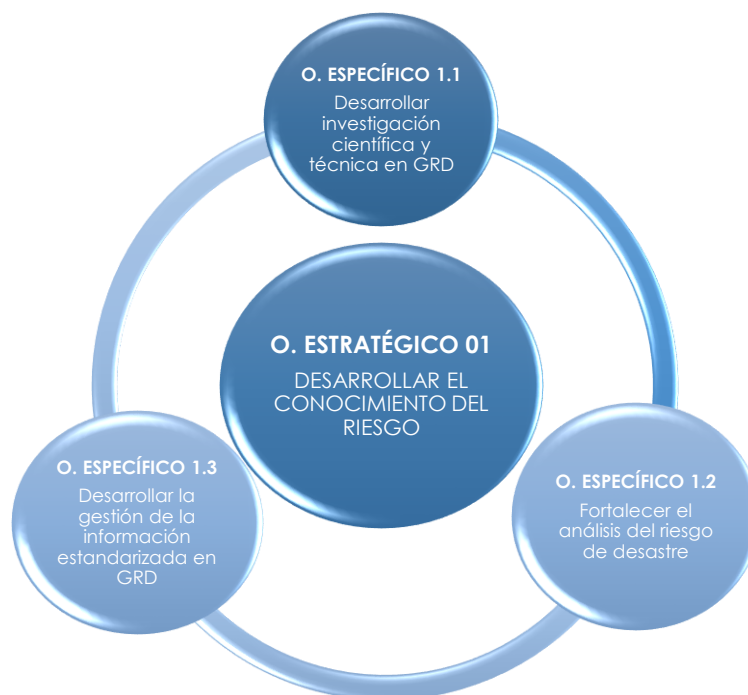 O. ESPECÍFICO 1.1
Desarrollar
investigación
científica y
técnica en GRD
O. ESTRATÉGICO 01
DESARROLLAR EL
CONOCIMIENTO DEL
RIESGO
O. ESPECÍFICO 1.3
Desarrollar la
gestión de la
información
estandarizada en
GRD
O. ESPECÍFICO 1.2
Fortalecer el
análisis del riesgo
de desastre